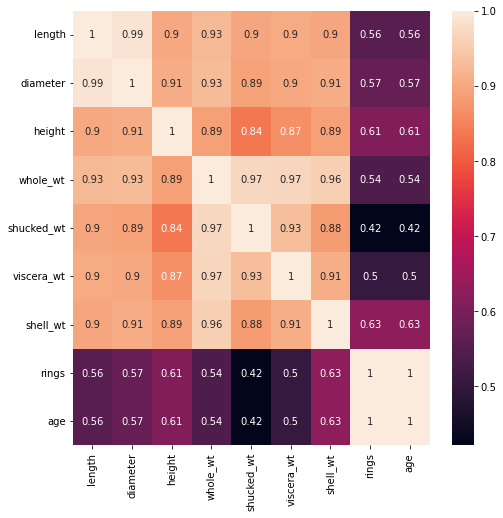 length 1 0.99 0.9 0.93 0.9 0.9 0.9 0.56 0.56
diameter 0.99 1 0.91 0.93 0.89 0.9 0.91 0.57 0.57
height 0.9 0.91 1 0.89 0.84 0.87 0.89 0.61 0.61
whole_wt 0.93 0.93 0.89 1 0.97 0.97 0.96 0.54 0.54
shucked_wt 0.9 0.89 0.84 0.97 1 0.93 0.88 0.42 0.42
viscera_wt 0.9 0.9 0.87 0.97 0.93 1 0.91 0.5 0.5
shell_wt 0.9 0.91 0.89 0.96 0.88 0.91 1 0.63 0.63
rings 0.56 0.57 0.61 0.54 0.42 0.5 0.63 1 1
age 0.56 0.57 0.61 0.54 0.42 0.5 0.63 1 1
length diameter height whole_wt shucked_wt viscera_wt shell_wt rings age
1.0
0.9
0.8
0.7
0.6
0.5